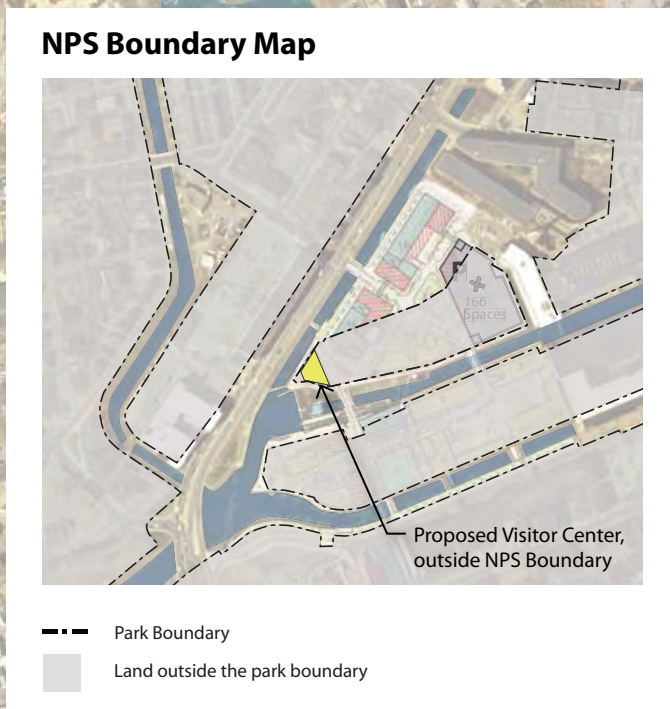 NPS Boundary Map
P
166
Spaces
Proposed Visitor Center,
outside NPS Boundary
Park Boundary
Land outside the park boundary